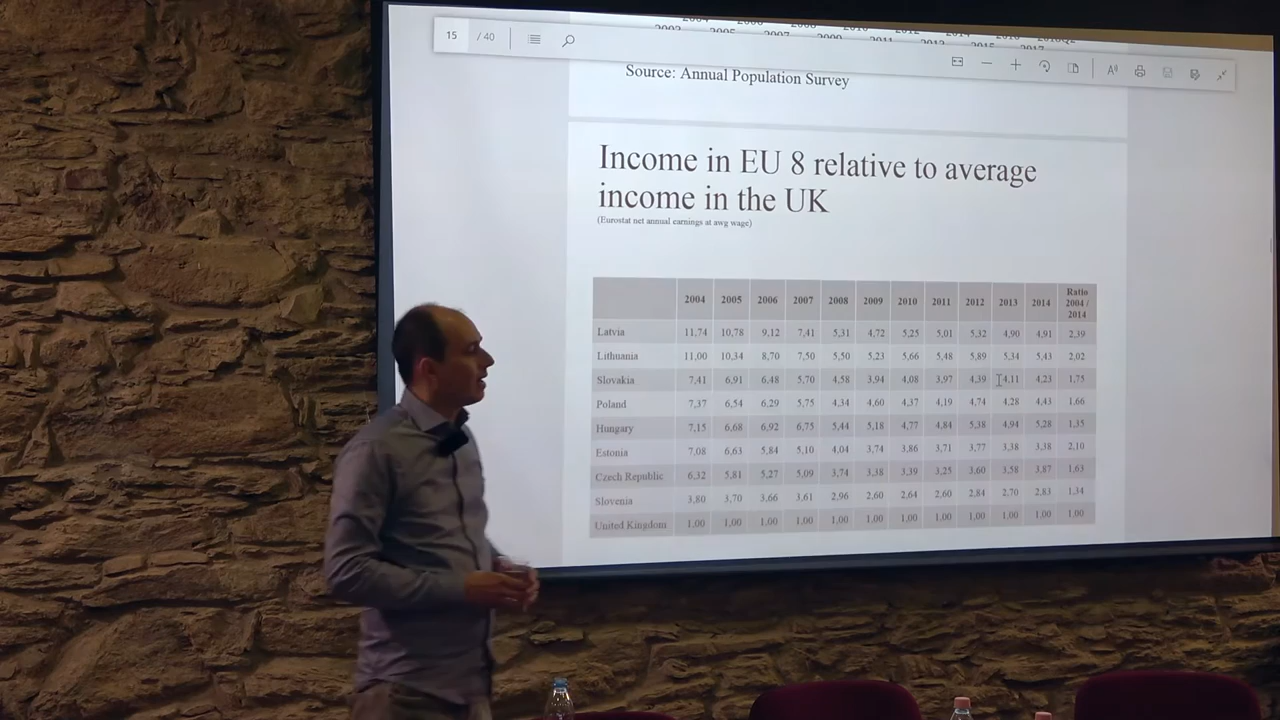 15 / 40
Source: Annual Population Survey
Income in EU 8 relative to average
income in the UK
(Eurostat net annual earnings at awg wage)
2004 2005 2006 2007 2008 2009 2010 2011 2012 2013 2014 Ratio 2004 / 2014
Latvia 11,74 10,78 9,12 7,41 5,31 4,72 5,25 5,01 5,32 4,90 4,91 2,39
Lithuania 11,00 10,34 8,70 7,50 5,50 5,23 5,66 5,48 5,89 5,34 5,43 2,02
Slovakia 7,41 6,91 6,48 5,70 4,58 3,94 4,08 3,97 4,39 4,11 4,23 1,75
Poland 7,37 6,54 6,29 5,75 4,34 4,60 4,37 4,19 4,74 4,28 4,43 1,66
Hungary 7,15 6,68 6,92 6,75 5,44 5,18 4,77 4,84 5,38 4,94 5,28 1,35
Estonia 7,08 6,63 5,84 5,10 4,04 3,74 3,86 3,71 3,77 3,38 3,38 2,10
Czech Republic 6,32 5,81 5,27 5,09 3,74 3,38 3,39 3,25 3,60 3,58 3,87 1,63
Slovenia 3,80 3,70 3,66 3,61 2,96 2,60 2,64 2,60 2,84 2,70 2,83 1,34
United Kingdom 1,00 1,00 1,00 1,00 1,00 1,00 1,00 1,00 1,00 1,00 1,00 1,00